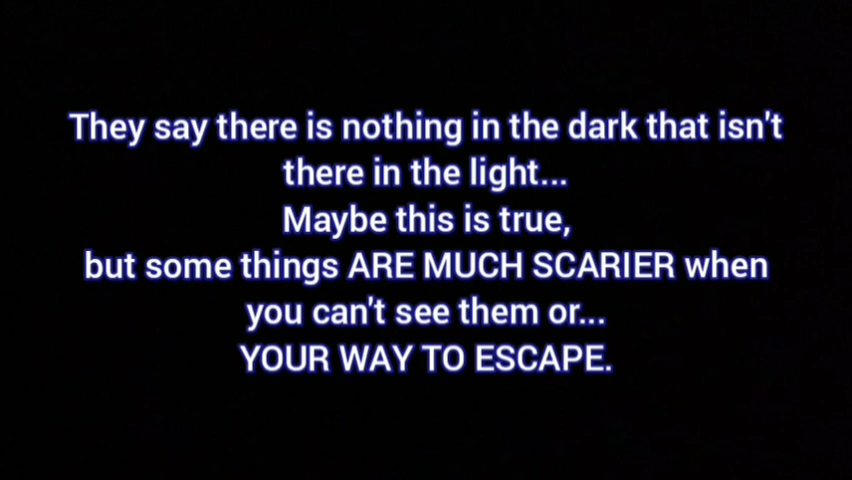 They say there is nothing in the dark that isn't
there in the light...
Maybe this is true,
but some things ARE MUCH SCARIER when
you can't see them or...
YOUR WAY TO ESCAPE.